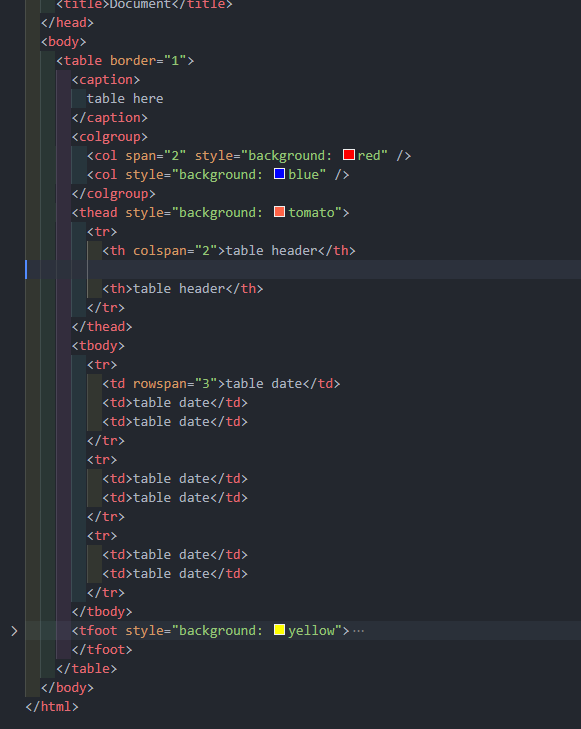 <title>Document</title>
</head>
<body>
<table border="1">
<caption>
table here
</caption>
<colgroup>
<col span="2" style="background: red" />
<col style="background: blue" />
</colgroup>
<thead style="background: tomato">
<tr>
<th colspan="2">table header</th>
<th>table header</th>
</tr>
</thead>
<tbody>
<tr>
<td rowspan="3">table date</td>
<td>table date</td>
<td>table date</td>
</tr>
<tr>
<td>table date</td>
<td>table date</td>
</tr>
<tr>
<td>table date</td>
<td>table date</td>
</tr>
</tbody>
<tfoot style="background: yellow">···
</tfoot>
</table>
</body>
</html>